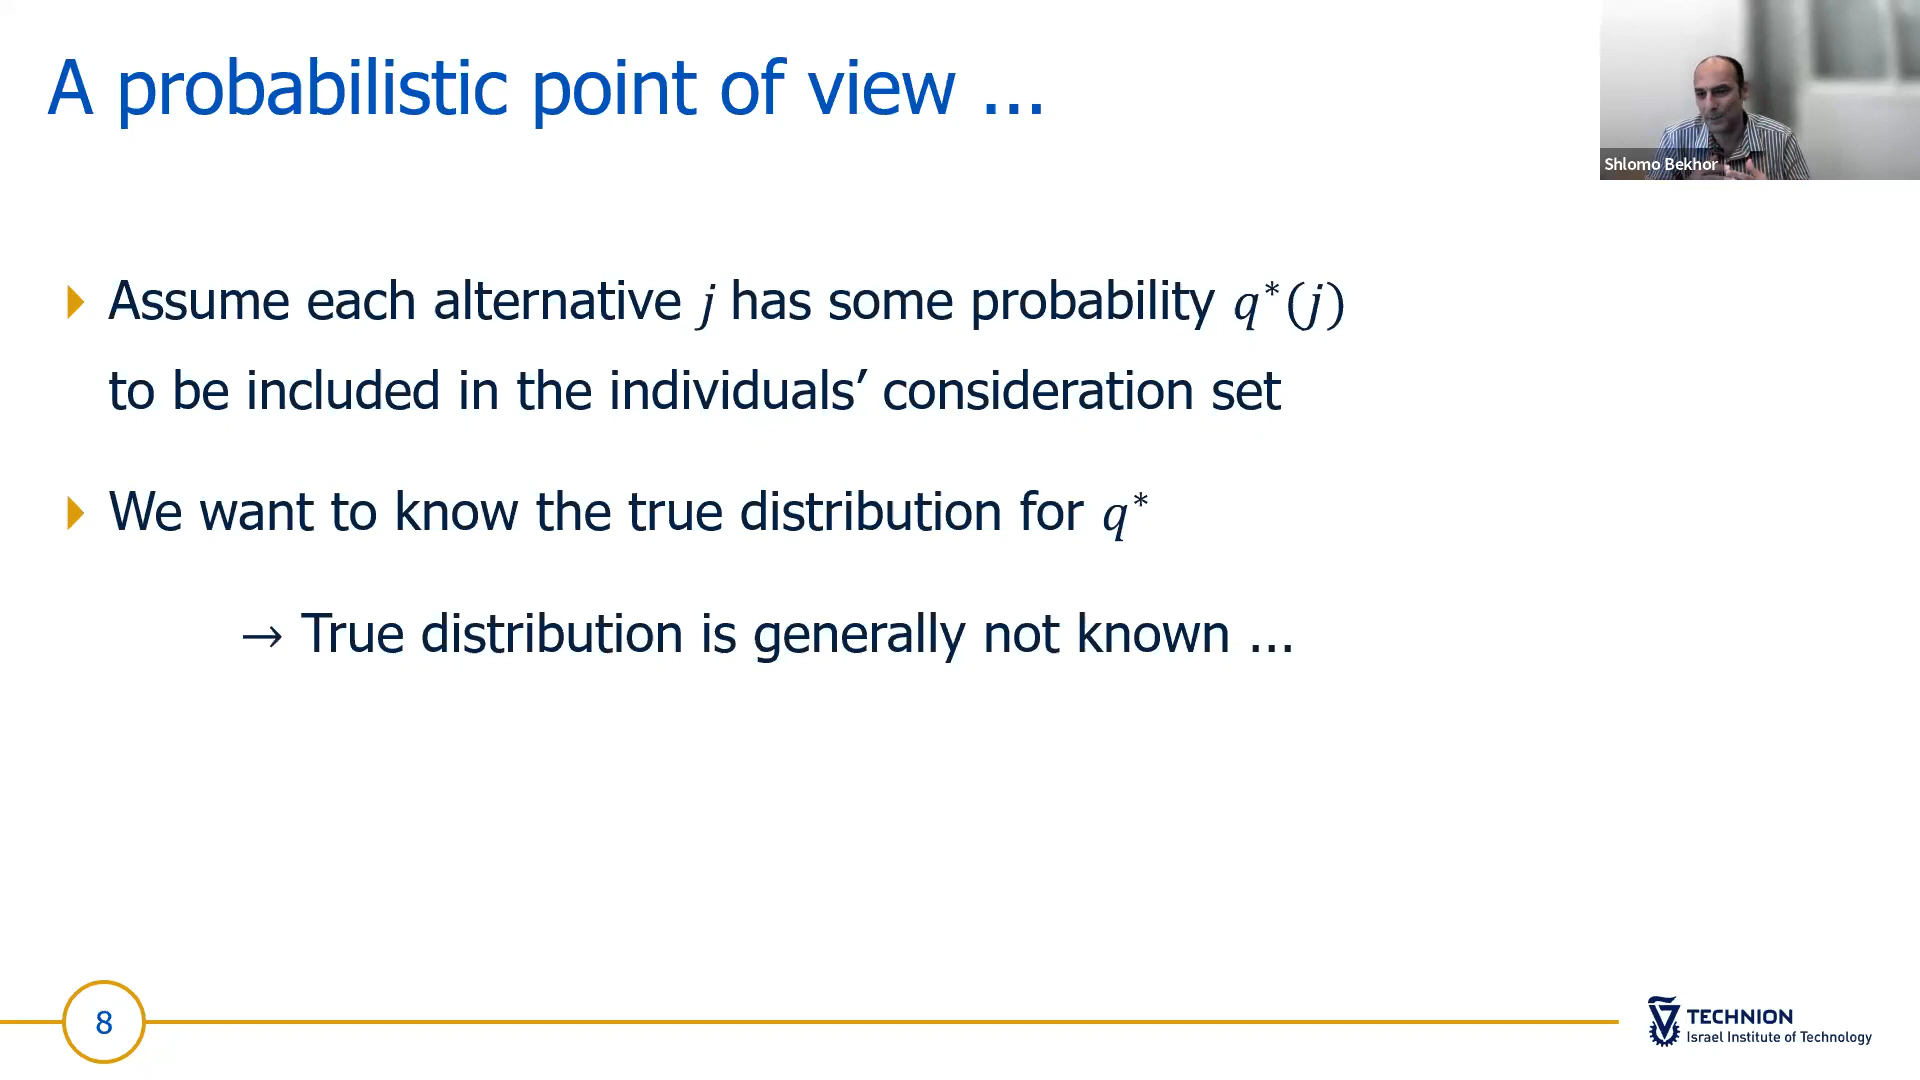 A probabilistic point of view ...
Shlomo Bekhor
Assume each alternative j has some probability q*(j)
to be included in the individuals’ consideration set
We want to know the true distribution for q*
→ True distribution is generally not known ...
8
TECHNION
Israel Institute of Technology